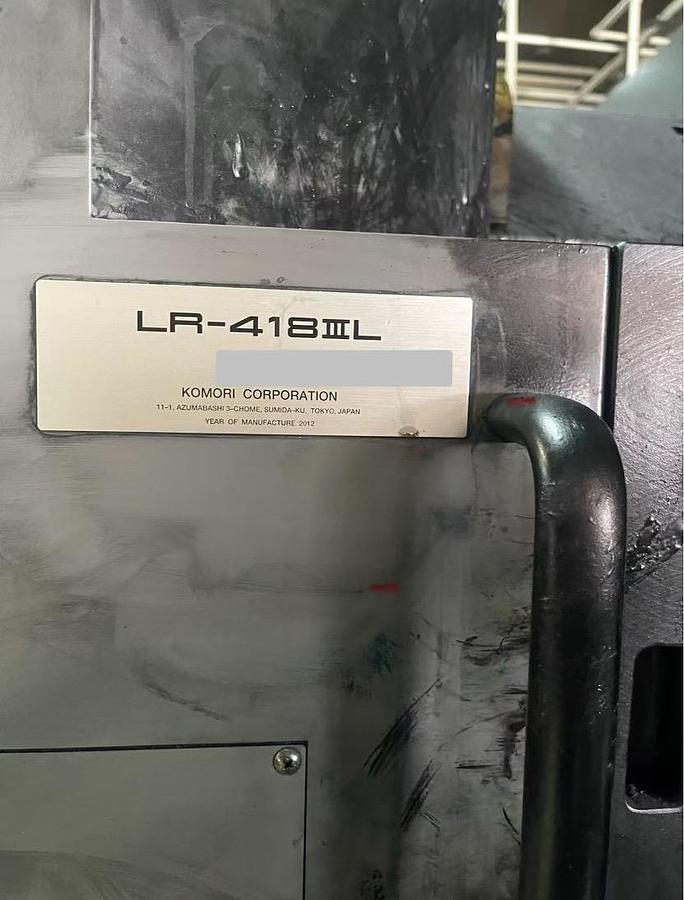 LR-418ⅢL
KOMORI CORPORATION
11-1, AZUMABASHI 3-CHOME, SUMIDA-KU, TOKYO, JAPAN
YEAR OF MANUFACTURE 2012